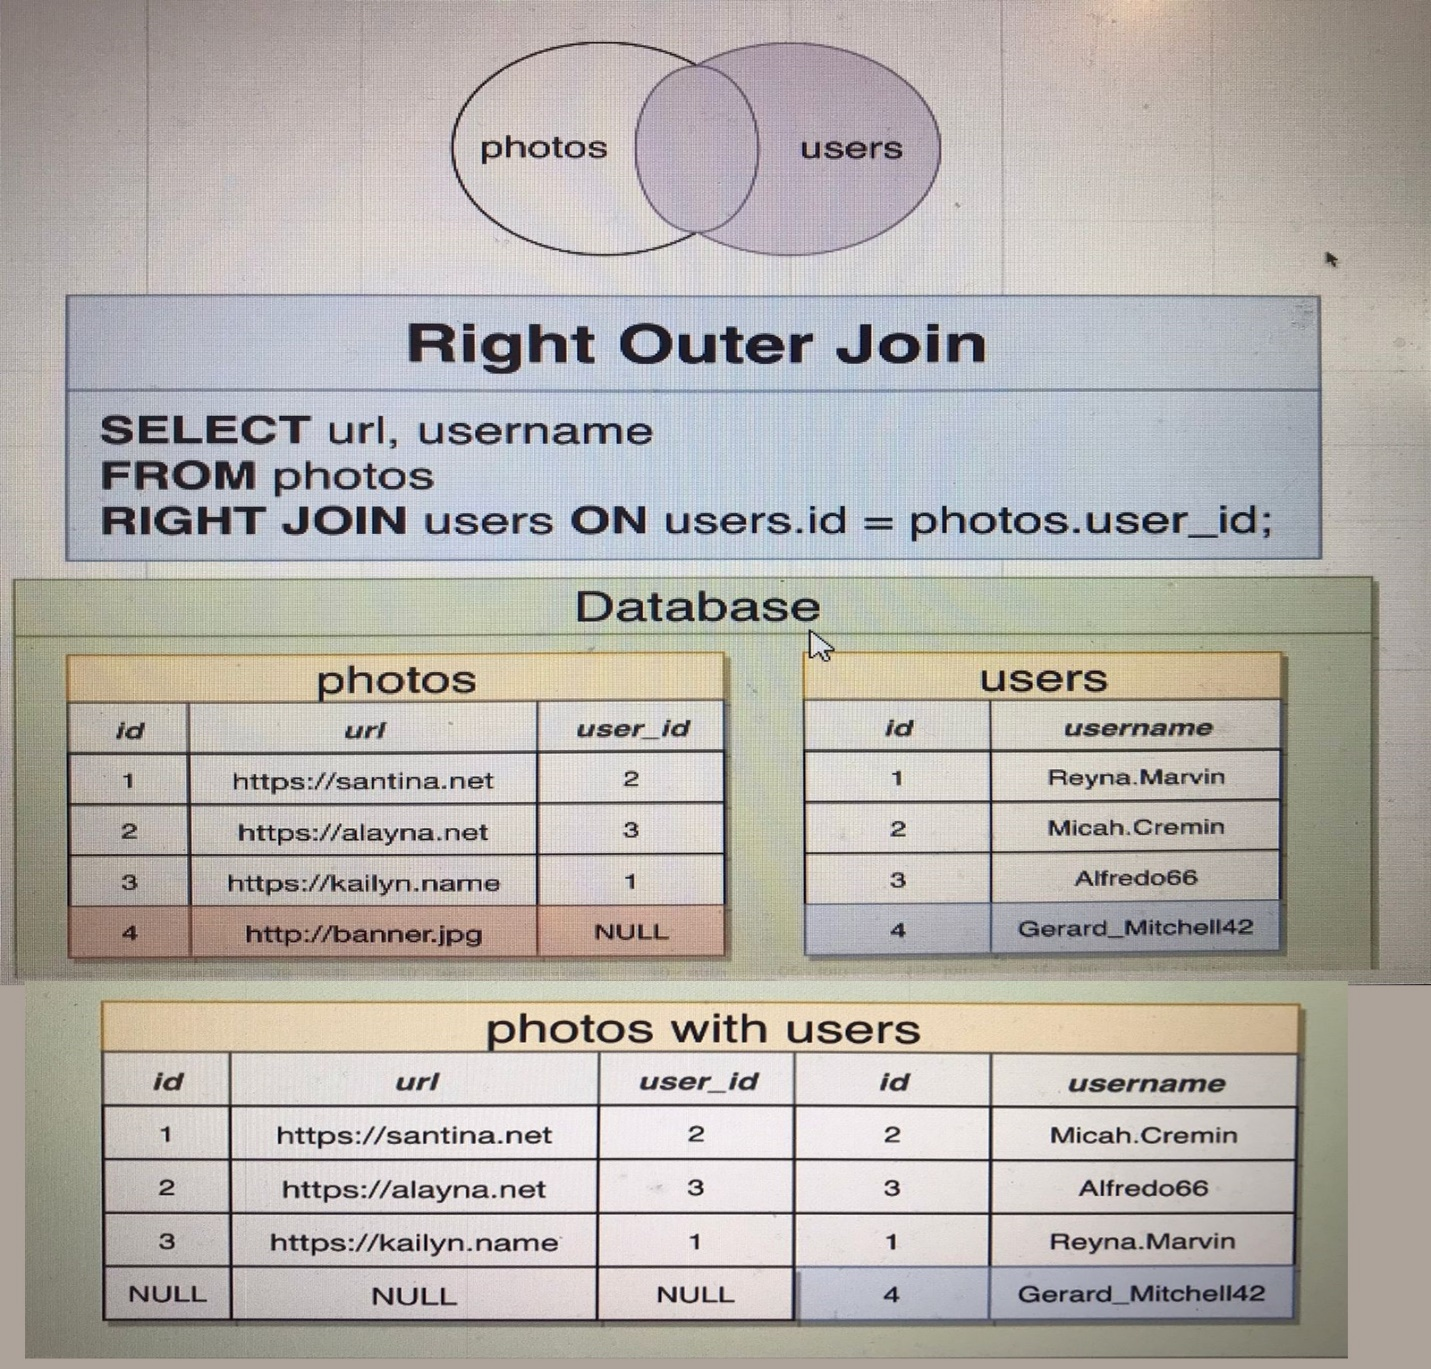 photos users
Right Outer Join
SELECT url, username
FROM photos
RIGHT JOIN users ON users.id = photos.user_id;
Database
photos
id url user_id
1 https://santina.net 2
2 https://alayna.net 3
3 https://kailyn.name 1
4 http://banner.jpg NULL
users
id username
1 Reyna.Marvin
2 Micah.Cremin
3 Alfredo66
4 Gerard_Mitchell42
photos with users
id url user_id id username
1 https://santina.net 2 2 Micah.Cremin
2 https://alayna.net 3 3 Alfredo66
3 https://kailyn.name 1 1 Reyna.Marvin
NULL NULL NULL 4 Gerard_Mitchell42